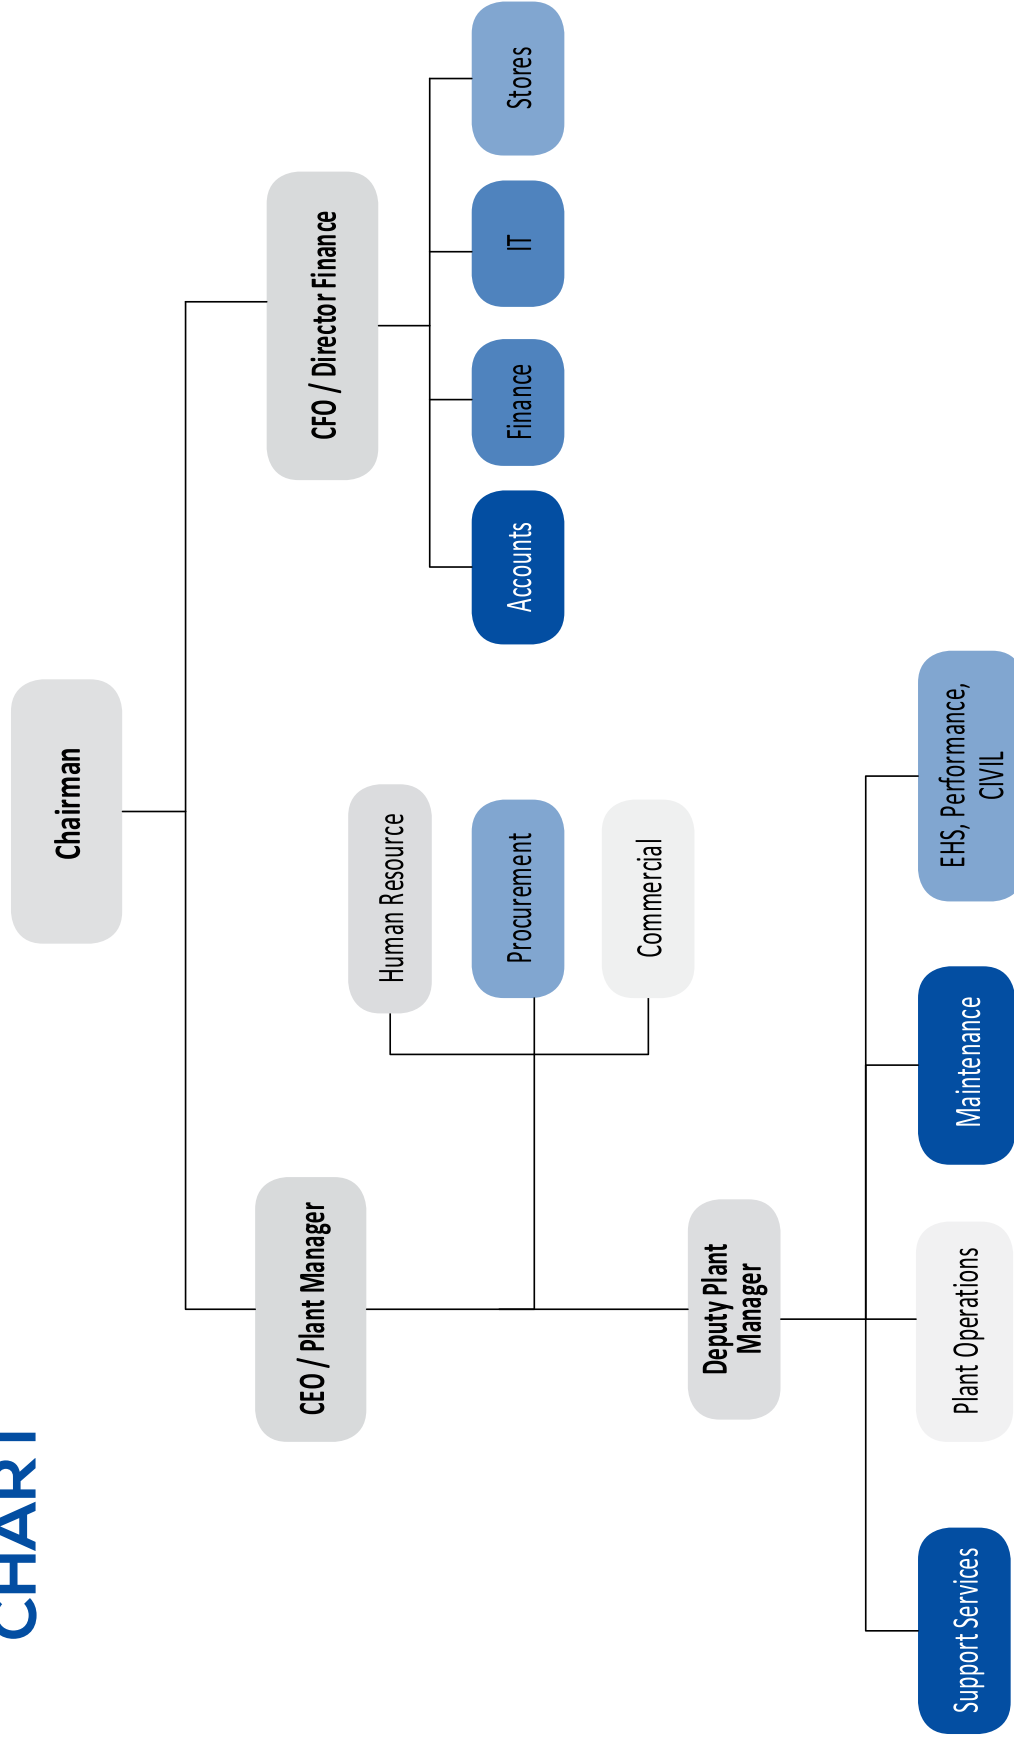 CHART
Chairman
CEO / Plant Manager
CFO / Director Finance
Human Resource
Procurement
Commercial
Accounts
Finance
IT
Stores
Deputy Plant
Manager
Support Services
Plant Operations
Maintenance
EHS, Performance,
CIVIL